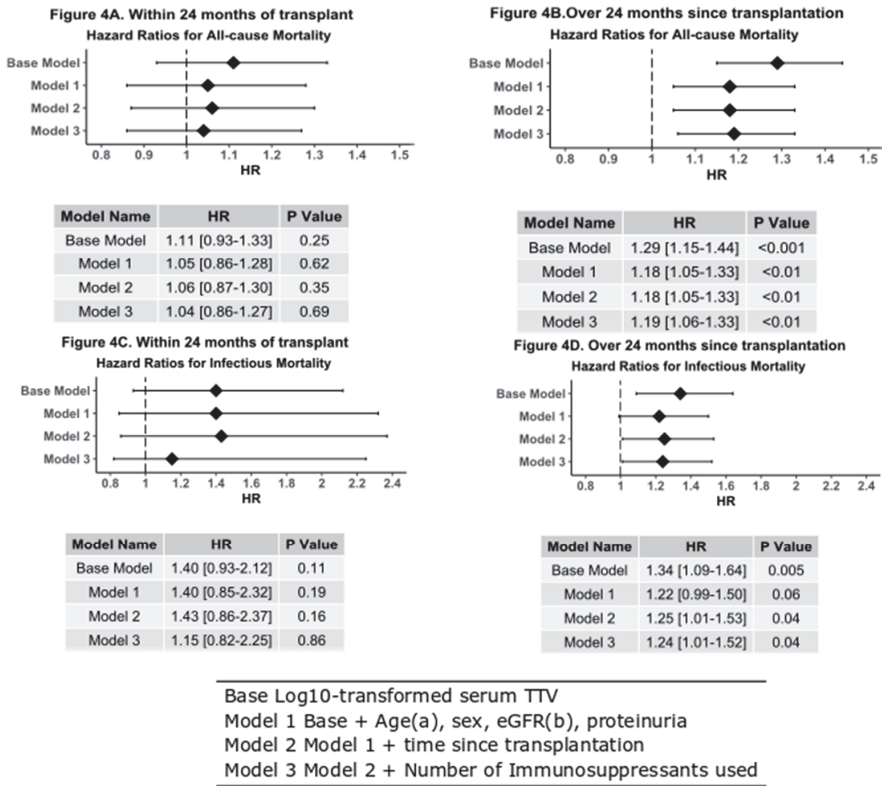 Figure 4A. Within 24 months of transplant
Hazard Ratios for All-cause Mortality
Base Model
Model 1
Model 2
Model 3
0.8 0.9 1 1.1 1.2 1.3 1.4 1.5
HR
Model Name HR P Value
Base Model 1.11 [0.93-1.33] 0.25
Model 1 1.05 [0.86-1.28] 0.62
Model 2 1.06 [0.87-1.30] 0.35
Model 3 1.04 [0.86-1.27] 0.69
Figure 4B.Over 24 months since transplantation
Hazard Ratios for All-cause Mortality
Base Model
Model 1
Model 2
Model 3
0.8 0.9 1 1.1 1.2 1.3 1.4 1.5
HR
Model Name HR P Value
Base Model 1.29 [1.15-1.44] <0.001
Model 1 1.18 [1.05-1.33] <0.01
Model 2 1.18 [1.05-1.33] <0.01
Model 3 1.19 [1.06-1.33] <0.01
Figure 4C. Within 24 months of transplant
Hazard Ratios for Infectious Mortality
Base Model
Model 1
Model 2
Model 3
0.8 1 1.2 1.4 1.6 1.8 2 2.2 2.4
HR
Model Name HR P Value
Base Model 1.40 [0.93-2.12] 0.11
Model 1 1.40 [0.85-2.32] 0.19
Model 2 1.43 [0.86-2.37] 0.16
Model 3 1.15 [0.82-2.25] 0.86
Figure 4D. Over 24 months since transplantation
Hazard Ratios for Infectious Mortality
Base Model
Model 1
Model 2
Model 3
0.8 1 1.2 1.4 1.6 1.8 2 2.2 2.4
HR
Model Name HR P Value
Base Model 1.34 [1.09-1.64] 0.005
Model 1 1.22 [0.99-1.50] 0.06
Model 2 1.25 [1.01-1.53] 0.04
Model 3 1.24 [1.01-1.52] 0.04
Base Log10-transformed serum TTV
Model 1 Base + Age(a), sex, eGFR(b), proteinuria
Model 2 Model 1 + time since transplantation
Model 3 Model 2 + Number of Immunosuppressants used